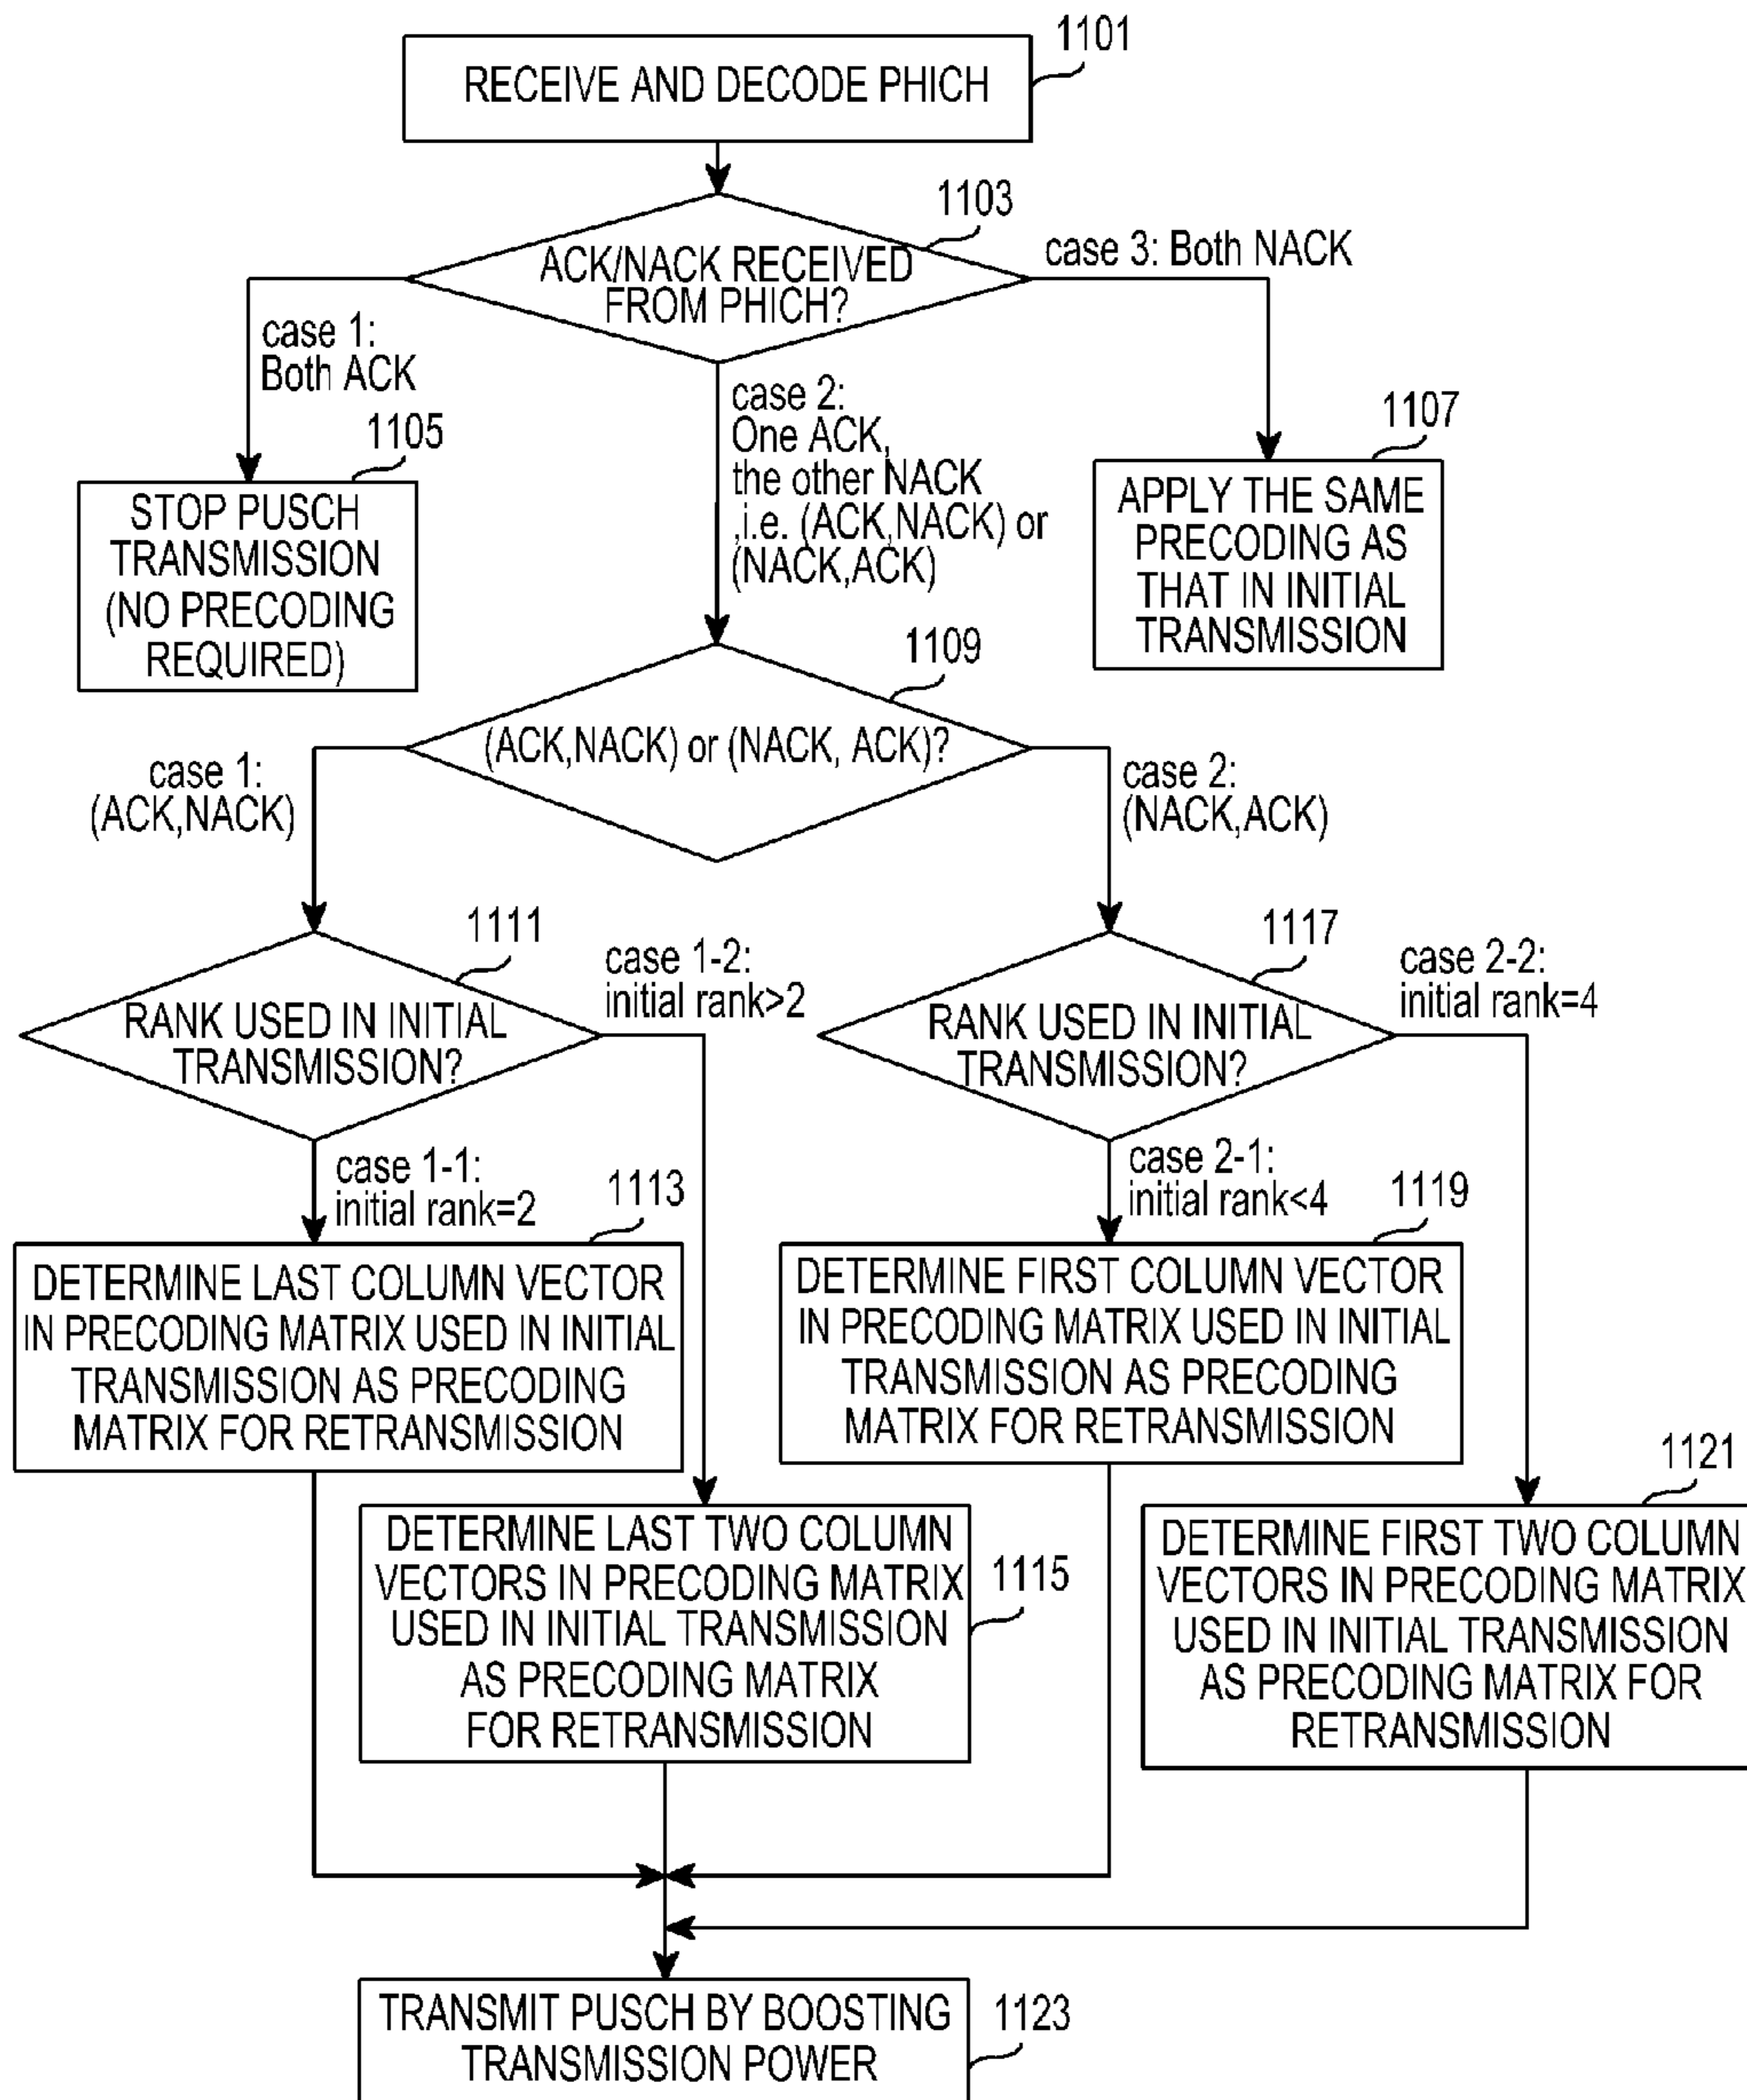 1101
RECEIVE AND DECODE PHICH
1103
ACK/NACK RECEIVED
FROM PHICH?
case 3: Both NACK
case 1:
Both ACK
case 2:
One ACK,
the other NACK
,i.e. (ACK,NACK) or
(NACK,ACK)
1105
STOP PUSCH
TRANSMISSION
(NO PRECODING
REQUIRED)
1107
APPLY THE SAME
PRECODING AS
THAT IN INITIAL
TRANSMISSION
1109
(ACK,NACK) or (NACK, ACK)?
case 1:
(ACK,NACK)
case 2:
(NACK,ACK)
1111
RANK USED IN INITIAL
TRANSMISSION?
case 1-2:
initial rank>2
1117
RANK USED IN INITIAL
TRANSMISSION?
case 2-2:
initial rank=4
case 1-1:
initial rank=2
1113
DETERMINE LAST COLUMN VECTOR
IN PRECODING MATRIX USED IN INITIAL
TRANSMISSION AS PRECODING
MATRIX FOR RETRANSMISSION
case 2-1:
initial rank<4
1119
DETERMINE FIRST COLUMN VECTOR
IN PRECODING MATRIX USED IN INITIAL
TRANSMISSION AS PRECODING
MATRIX FOR RETRANSMISSION
DETERMINE LAST TWO COLUMN
VECTORS IN PRECODING MATRIX
USED IN INITIAL TRANSMISSION
AS PRECODING MATRIX
FOR RETRANSMISSION
1115
1121
DETERMINE FIRST TWO COLUMN
VECTORS IN PRECODING MATRIX
USED IN INITIAL TRANSMISSION
AS PRECODING MATRIX FOR
RETRANSMISSION
TRANSMIT PUSCH BY BOOSTING
TRANSMISSION POWER
1123